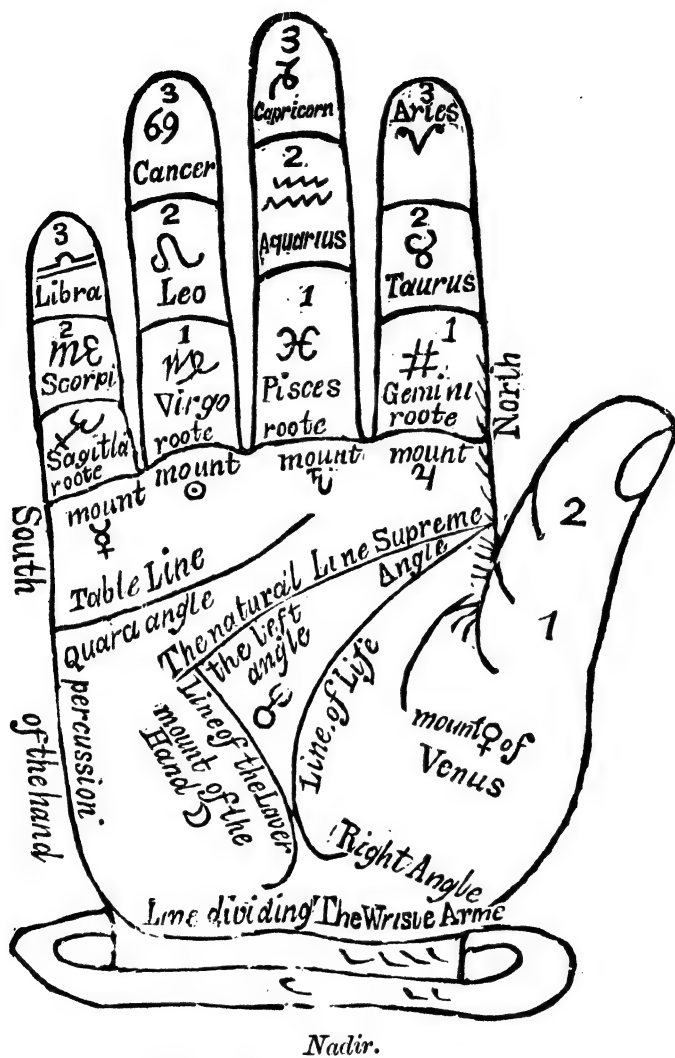 3
Capricorn
2
Aquarius
1
Pisces
roote
3
Cancer
2
Leo
1
Virgo
roote
3
Aries
2
Taurus
1
Gemini
roote
3
Libra
2
Scorpi
Sagitla
roote
North
South
mount
mount
mount
mount
2
1
Table Line
Quara angle
The natural Line Supreme
Angle
the left
angle
Line of Life
Line of the Laver
mount of the
Hand
percussion
of the hand
mount of
Venus
Right Angle
Line dividing The Wriste Arme
Nadir.